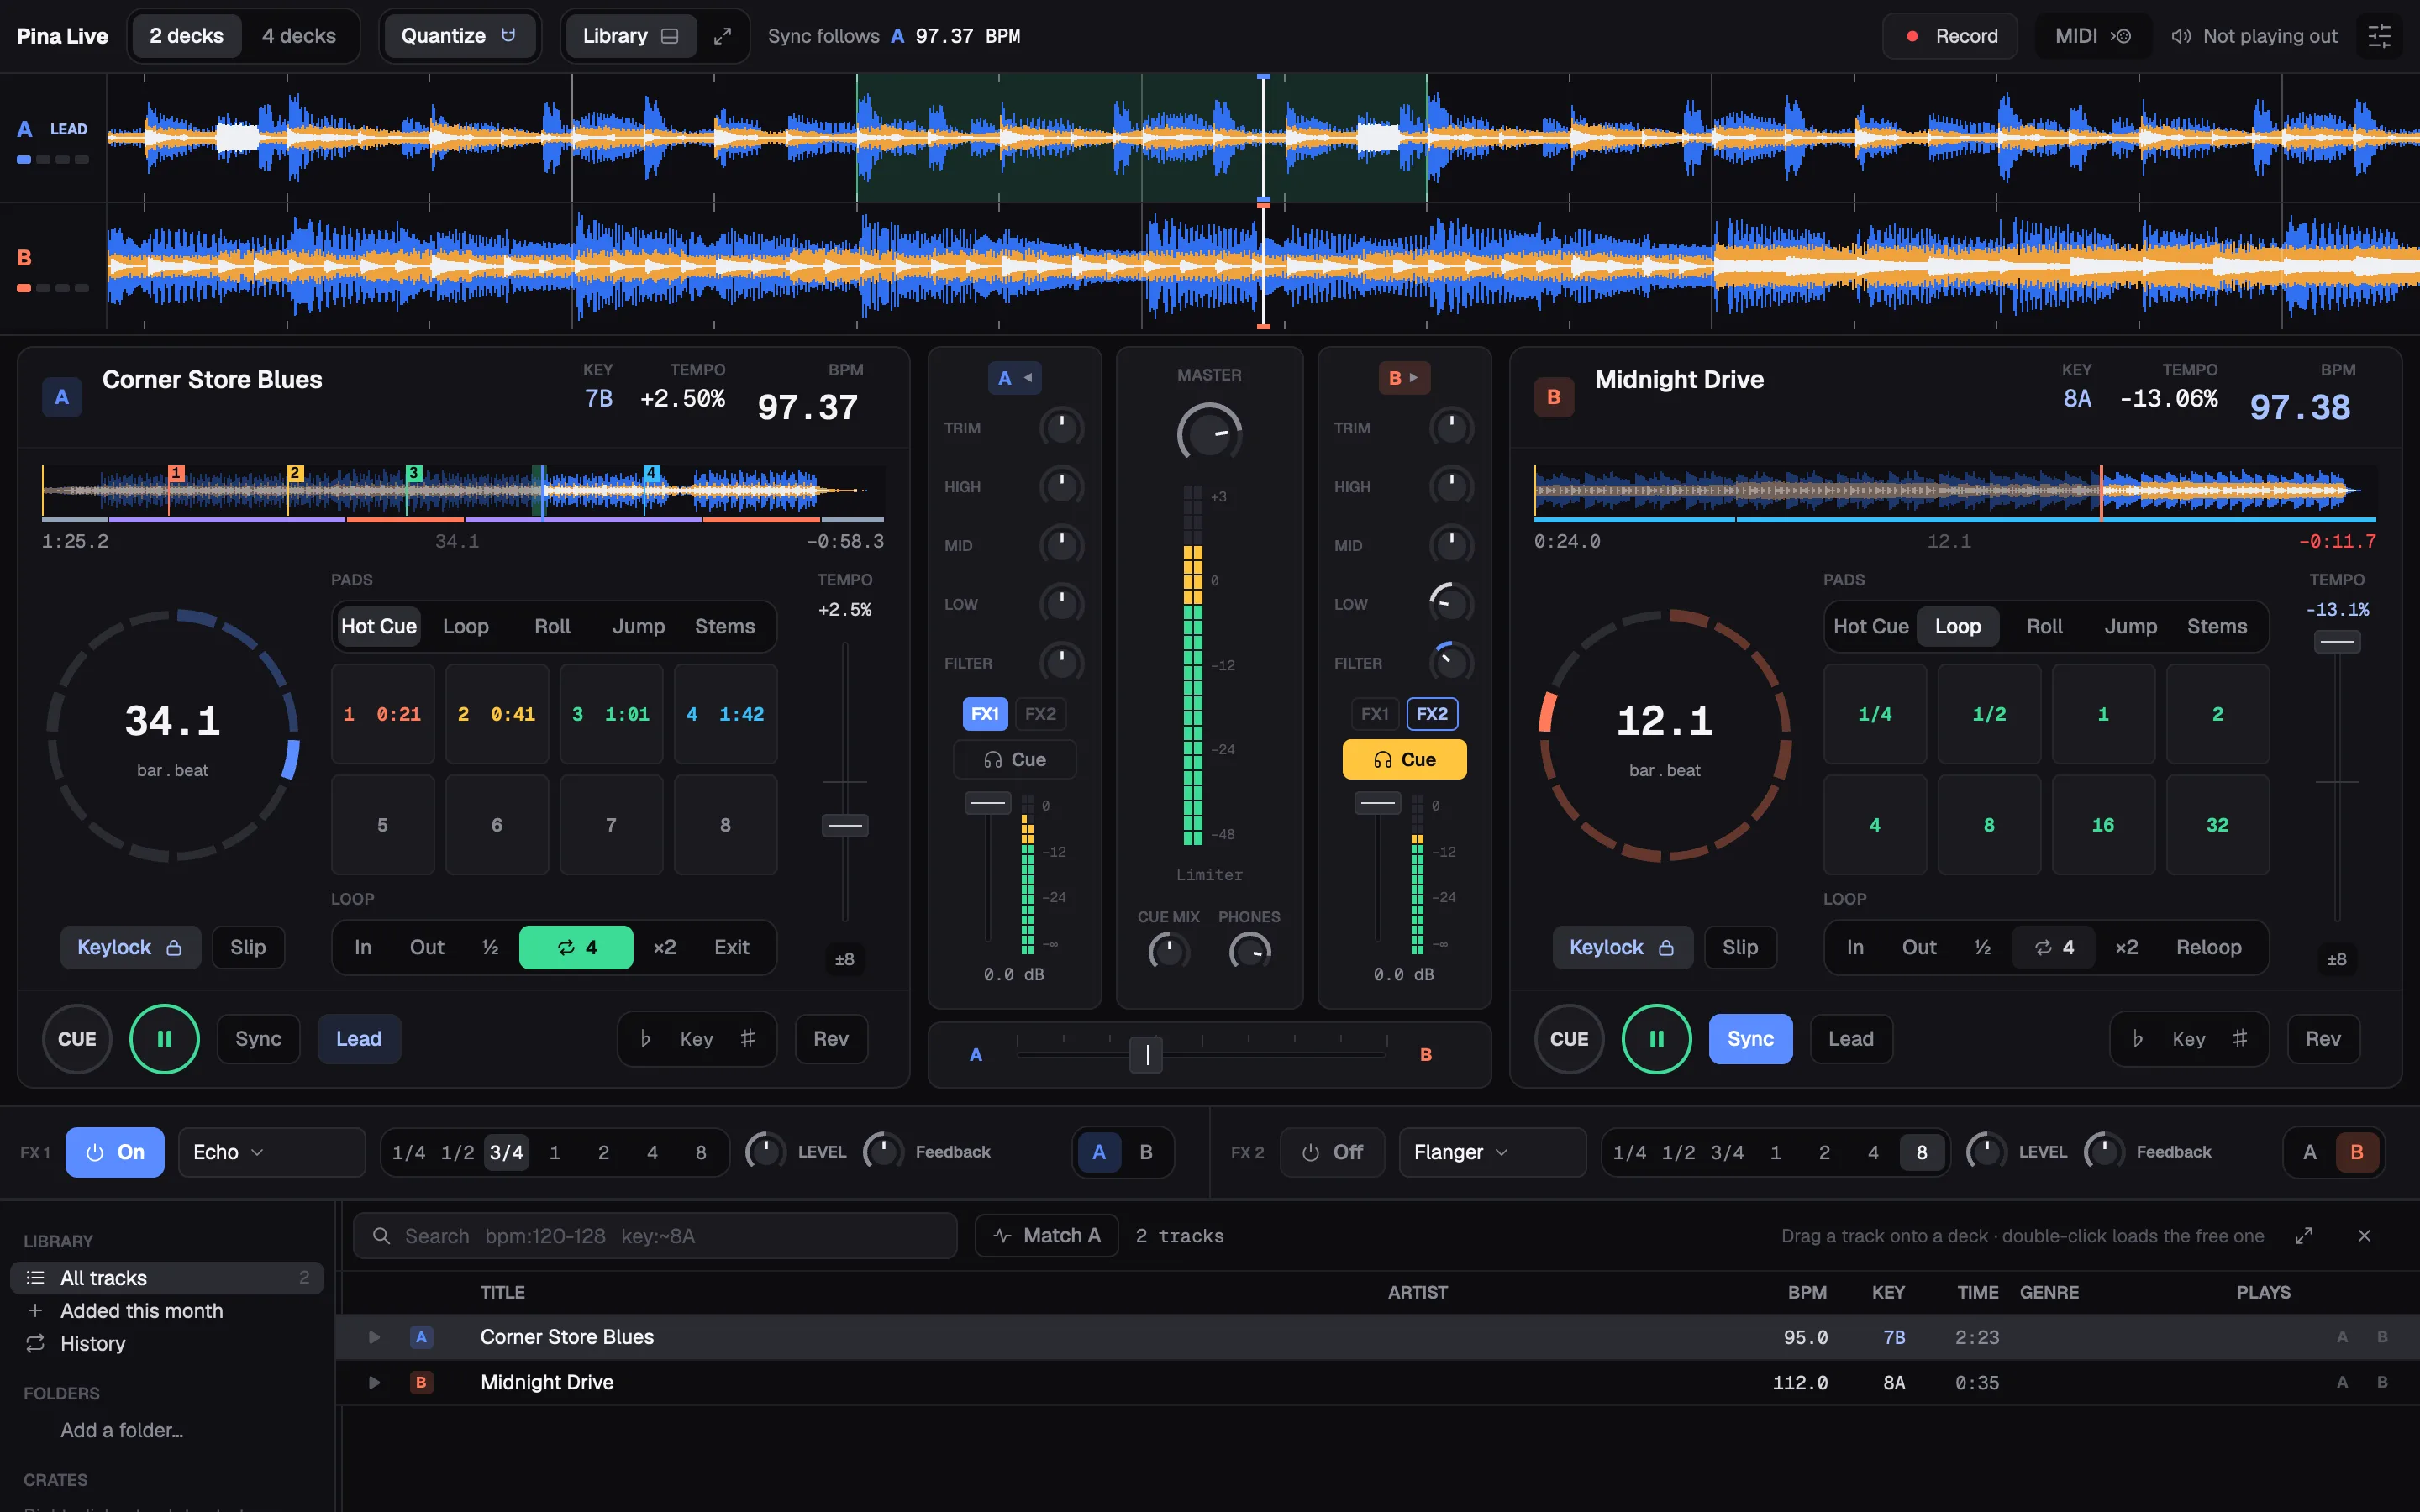 Pina Live 2 decks 4 decks Quantize Library Sync follows A 97.37 BPM Record MIDI Not playing out
A LEAD
B
A Corner Store Blues
KEY TEMPO BPM
7B +2.50% 97.37
1 2 3 4
1:25.2 34.1 -0:58.3
PADS TEMPO
Hot Cue Loop Roll Jump Stems +2.5%
1 0:21 2 0:41 3 1:01 4 1:42
34.1
bar . beat
5 6 7 8
LOOP
Keylock Slip In Out ½ 4 ×2 Exit ±8
CUE Sync Lead ♭ Key ♯ Rev
A
TRIM
HIGH
MID
LOW
FILTER
FX1 FX2
Cue
0
-12
-24
-∞
0.0 dB
MASTER
+3
0
-12
-24
-48
Limiter
CUE MIX PHONES
B
TRIM
HIGH
MID
LOW
FILTER
FX1 FX2
Cue
0
-12
-24
-∞
0.0 dB
A B
B Midnight Drive
KEY TEMPO BPM
8A -13.06% 97.38
0:24.0 12.1 -0:11.7
PADS TEMPO
Hot Cue Loop Roll Jump Stems -13.1%
1/4 1/2 1 2
12.1
bar . beat
4 8 16 32
LOOP
Keylock Slip In Out ½ 4 ×2 Reloop ±8
CUE Sync Lead ♭ Key ♯ Rev
FX 1 On Echo 1/4 1/2 3/4 1 2 4 8 LEVEL Feedback A B
FX 2 Off Flanger 1/4 1/2 3/4 1 2 4 8 LEVEL Feedback A B
LIBRARY
All tracks 2
Added this month
History
FOLDERS
Add a folder…
CRATES
Search bpm:120-128 key:~8A Match A 2 tracks Drag a track onto a deck · double-click loads the free one
TITLE ARTIST BPM KEY TIME GENRE PLAYS
A Corner Store Blues 95.0 7B 2:23 A B
B Midnight Drive 112.0 8A 0:35 A B